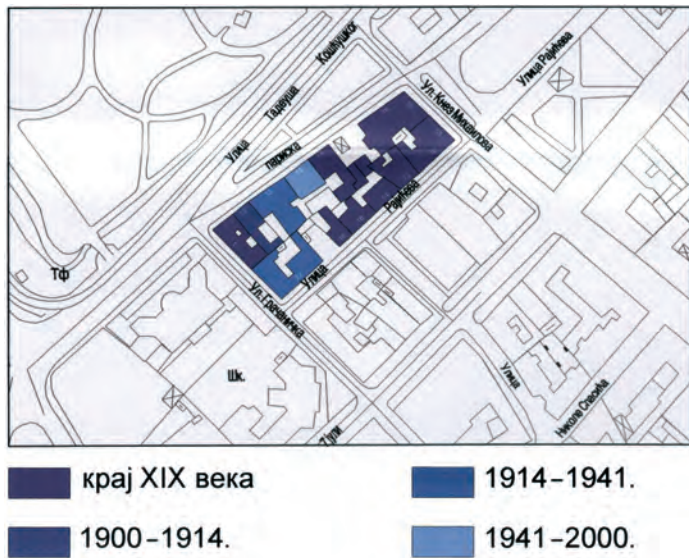 Улица
Тадеуша
Кошћушког
париска
Ул. Кнез Михаилова
Улица Рајићева
Рајићева
Улица
Ул. Грачаничка
Тф
Шк.
Улица
Николе Спасића
крај XIX века
1900–1914.
1914–1941.
1941–2000.